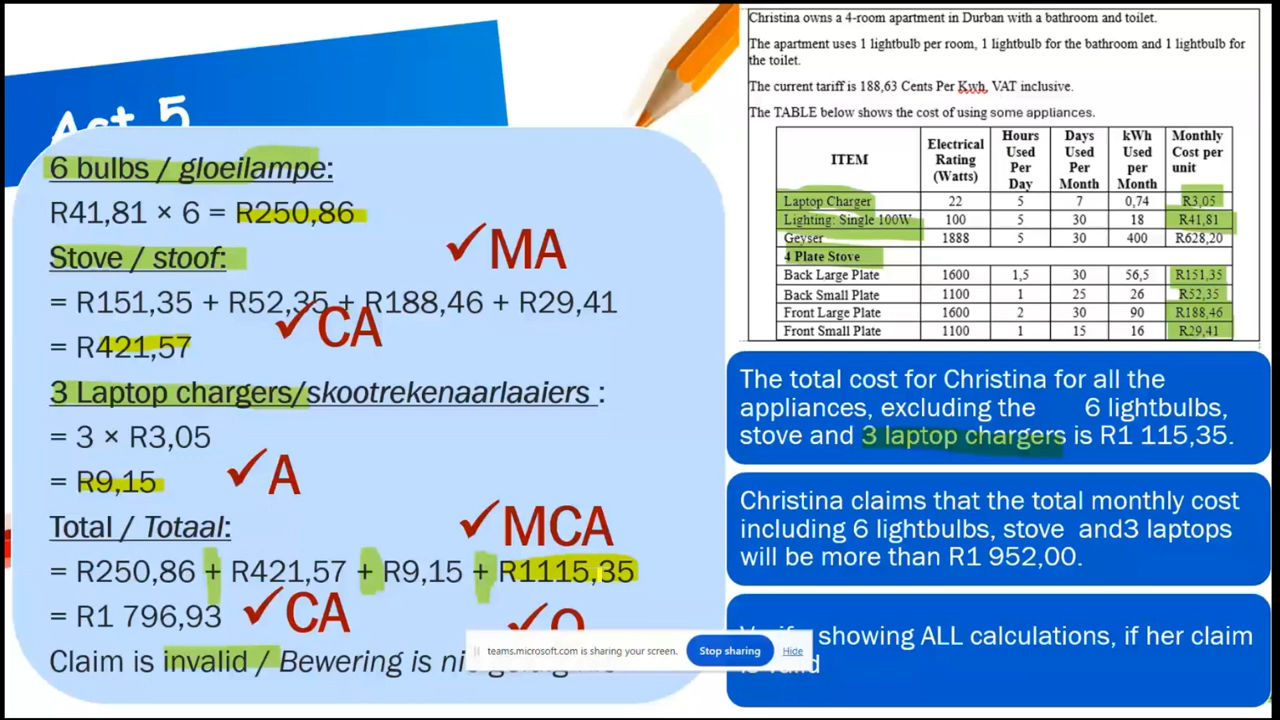 Act 5
6 bulbs / gloeilampe:
R41,81 × 6 = R250,86
Stove / stoof:
✓MA
= R151,35 + R52,35 + R188,46 + R29,41
✓CA
= R421,57
3 Laptop chargers/skootrekenaarlaaiers :
= 3 × R3,05
= R9,15 ✓A
Total / Totaal:
✓MCA
= R250,86 + R421,57 + R9,15 + R1115,35
= R1 796,93 ✓CA
✓O
Claim is invalid / Bewering is
teams.microsoft.com is sharing your screen. Stop sharing Hide
Christina owns a 4-room apartment in Durban with a bathroom and toilet.
The apartment uses 1 lightbulb per room, 1 lightbulb for the bathroom and 1 lightbulb for
the toilet.
The current tariff is 188,63 Cents Per Kwh, VAT inclusive.
The TABLE below shows the cost of using some appliances.
ITEM Electrical Rating (Watts) Hours Used Per Day Days Used Per Month kWh Used per Month Monthly Cost per unit
Laptop Charger 22 5 7 0,74 R3,05
Lighting: Single 100W 100 5 30 18 R41,81
Geyser 1888 5 30 400 R628,20
4 Plate Stove
Back Large Plate 1600 1,5 30 56,5 R151,35
Back Small Plate 1100 1 25 26 R52,35
Front Large Plate 1600 2 30 90 R188,46
Front Small Plate 1100 1 15 16 R29,41
The total cost for Christina for all the
appliances, excluding the 6 lightbulbs,
stove and 3 laptop chargers is R1 115,35.
Christina claims that the total monthly cost
including 6 lightbulbs, stove and3 laptops
will be more than R1 952,00.
showing ALL calculations, if her claim
is valid